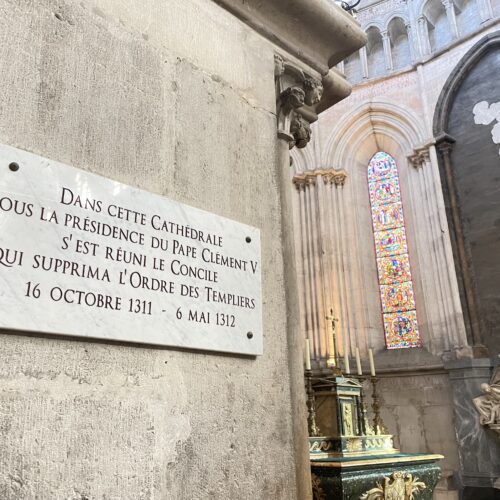 DANS CETTE CATHÉDRALE
OUS LA PRÉSIDENCE DU PAPE CLÉMENT V
S'EST RÉUNI LE CONCILE
QUI SUPPRIMA L'ORDRE DES TEMPLIERS
16 OCTOBRE 1311 - 6 MAI 1312